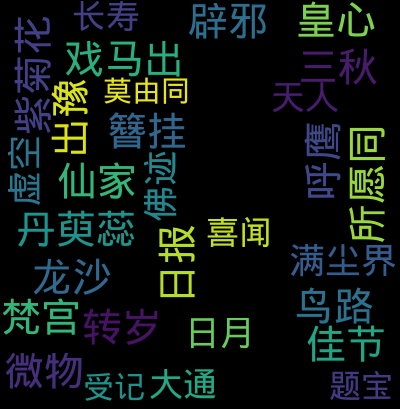 长寿
辟邪
皇心
紫菊花
戏马出
三秋
出豫
莫由同
天人
簪挂
呼鹰
所愿同
虚空
仙家
佛迹
丹萸蕊
日报
喜闻
龙沙
满尘界
鸟路
梵宫
转岁
日月
佳节
微物
受记
大通
题宝